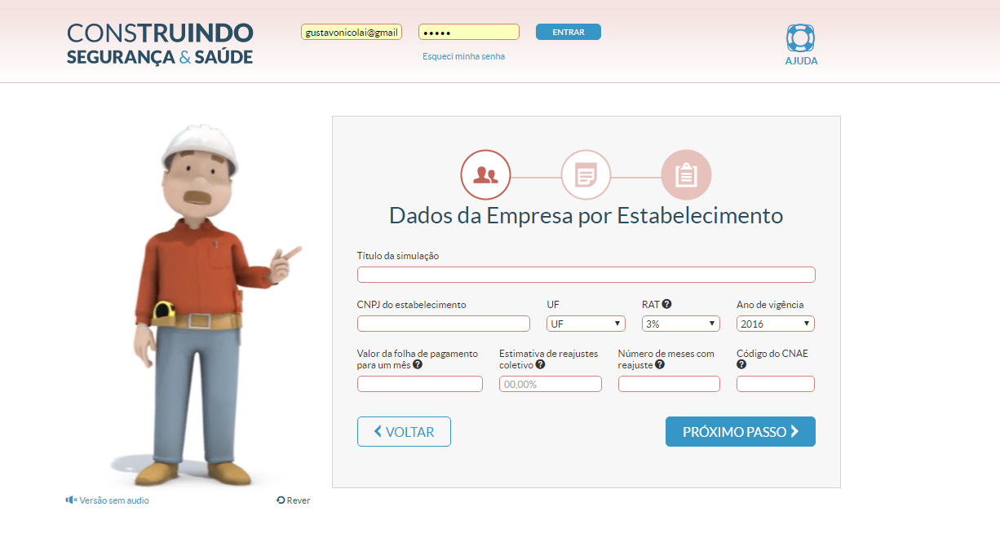 CONSTRUINDO
SEGURANÇA & SAÚDE
gustavonicolai@gmail
•••••
ENTRAR
Esqueci minha senha
AJUDA
Dados da Empresa por Estabelecimento
Título da simulação
CNPJ do estabelecimento
UF
RAT ?
Ano de vigência
UF
3%
2016
Valor da folha de pagamento
para um mês ?
Estimativa de reajustes
coletivo ?
Número de meses com
reajuste ?
Código do CNAE
?
00,00%
VOLTAR
PRÓXIMO PASSO
Versão sem audio
Rever